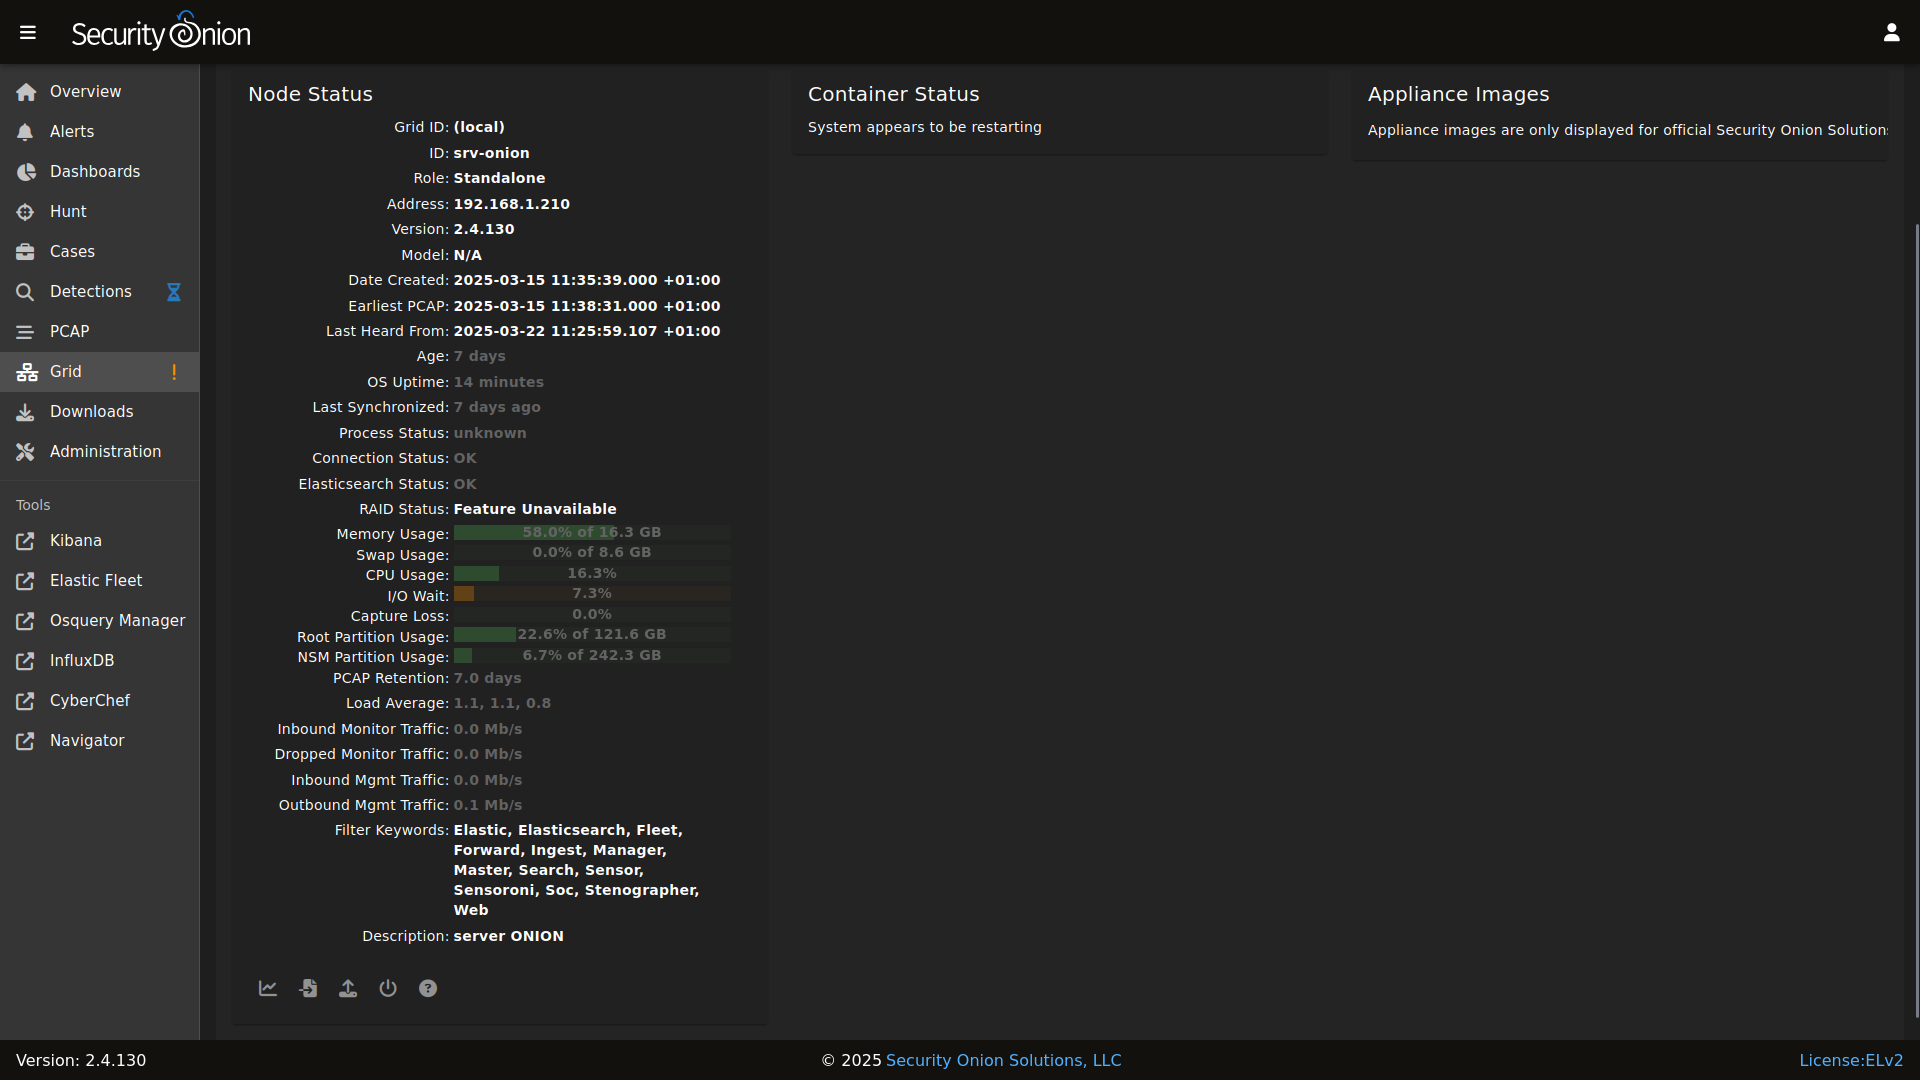 Security Onion
Overview
Alerts
Dashboards
Hunt
Cases
Detections
PCAP
Grid !
Downloads
Administration
Tools
Kibana
Elastic Fleet
Osquery Manager
InfluxDB
CyberChef
Navigator
Node Status
Grid ID: (local)
ID: srv-onion
Role: Standalone
Address: 192.168.1.210
Version: 2.4.130
Model: N/A
Date Created: 2025-03-15 11:35:39.000 +01:00
Earliest PCAP: 2025-03-15 11:38:31.000 +01:00
Last Heard From: 2025-03-22 11:25:59.107 +01:00
Age: 7 days
OS Uptime: 14 minutes
Last Synchronized: 7 days ago
Process Status: unknown
Connection Status: OK
Elasticsearch Status: OK
RAID Status: Feature Unavailable
Memory Usage: 58.0% of 16.3 GB
Swap Usage: 0.0% of 8.6 GB
CPU Usage: 16.3%
I/O Wait: 7.3%
Capture Loss: 0.0%
Root Partition Usage: 22.6% of 121.6 GB
NSM Partition Usage: 6.7% of 242.3 GB
PCAP Retention: 7.0 days
Load Average: 1.1, 1.1, 0.8
Inbound Monitor Traffic: 0.0 Mb/s
Dropped Monitor Traffic: 0.0 Mb/s
Inbound Mgmt Traffic: 0.0 Mb/s
Outbound Mgmt Traffic: 0.1 Mb/s
Filter Keywords: Elastic, Elasticsearch, Fleet,
Forward, Ingest, Manager,
Master, Search, Sensor,
Sensoroni, Soc, Stenographer,
Web
Description: server ONION
Container Status
System appears to be restarting
Appliance Images
Appliance images are only displayed for official Security Onion Solutions
Version: 2.4.130
© 2025 Security Onion Solutions, LLC
License:ELv2